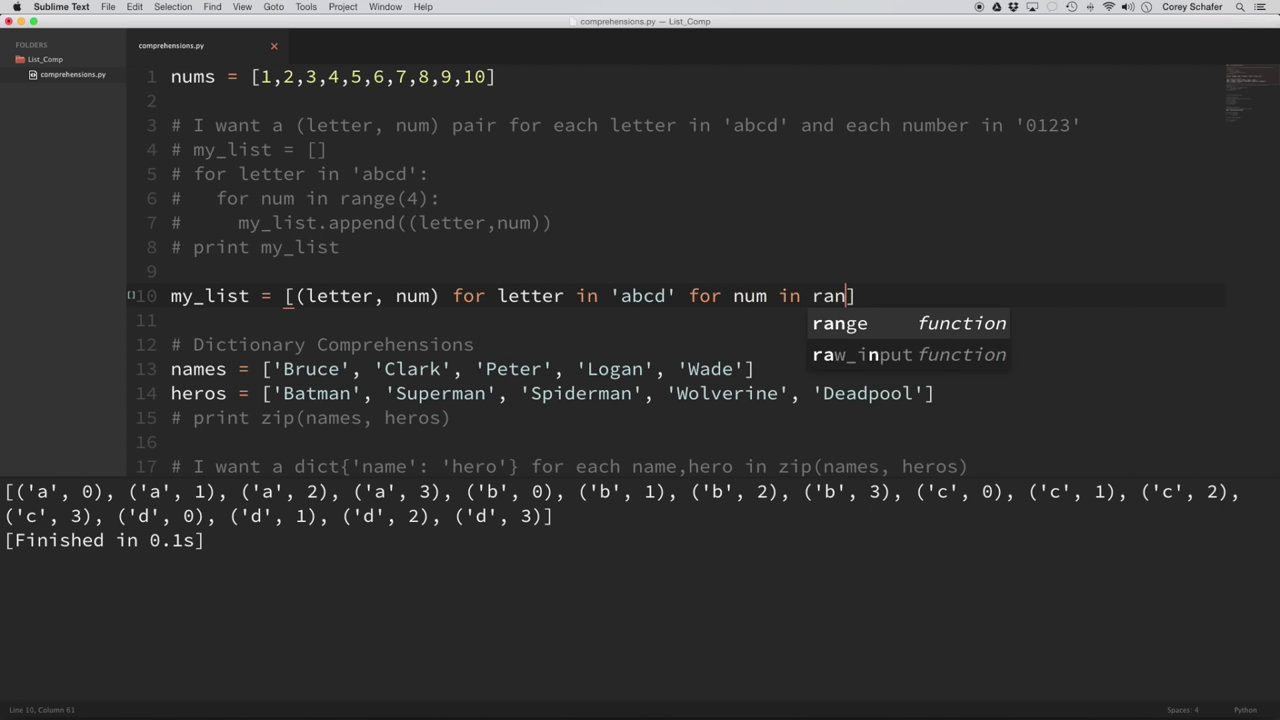 Sublime Text File Edit Selection Find View Goto Tools Project Window Help Corey Schafer
comprehensions.py — List_Comp
FOLDERS
List_Comp
comprehensions.py
comprehensions.py
1 nums = [1,2,3,4,5,6,7,8,9,10]
2
3 # I want a (letter, num) pair for each letter in 'abcd' and each number in '0123'
4 # my_list = []
5 # for letter in 'abcd':
6 #   for num in range(4):
7 #     my_list.append((letter,num))
8 # print my_list
9
10 my_list = [(letter, num) for letter in 'abcd' for num in ran]
range function
raw_input function
11
12 # Dictionary Comprehensions
13 names = ['Bruce', 'Clark', 'Peter', 'Logan', 'Wade']
14 heros = ['Batman', 'Superman', 'Spiderman', 'Wolverine', 'Deadpool']
15 # print zip(names, heros)
16
17 # I want a dict{'name': 'hero'} for each name,hero in zip(names, heros)
[('a', 0), ('a', 1), ('a', 2), ('a', 3), ('b', 0), ('b', 1), ('b', 2), ('b', 3), ('c', 0), ('c', 1), ('c', 2),
('c', 3), ('d', 0), ('d', 1), ('d', 2), ('d', 3)]
[Finished in 0.1s]
Line 10, Column 61 Spaces: 4 Python